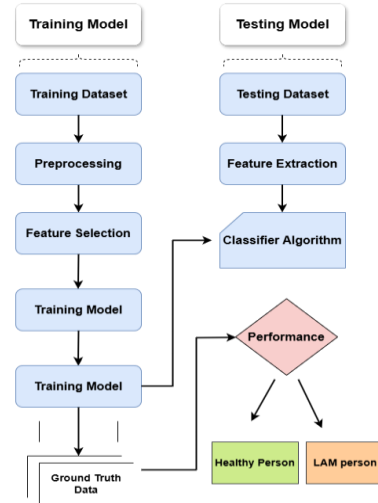 Training Model
Testing Model
Training Dataset
Testing Dataset
Preprocessing
Feature Extraction
Feature Selection
Classifier Algorithm
Training Model
Training Model
Performance
Ground Truth
Data
Healthy Person
LAM person